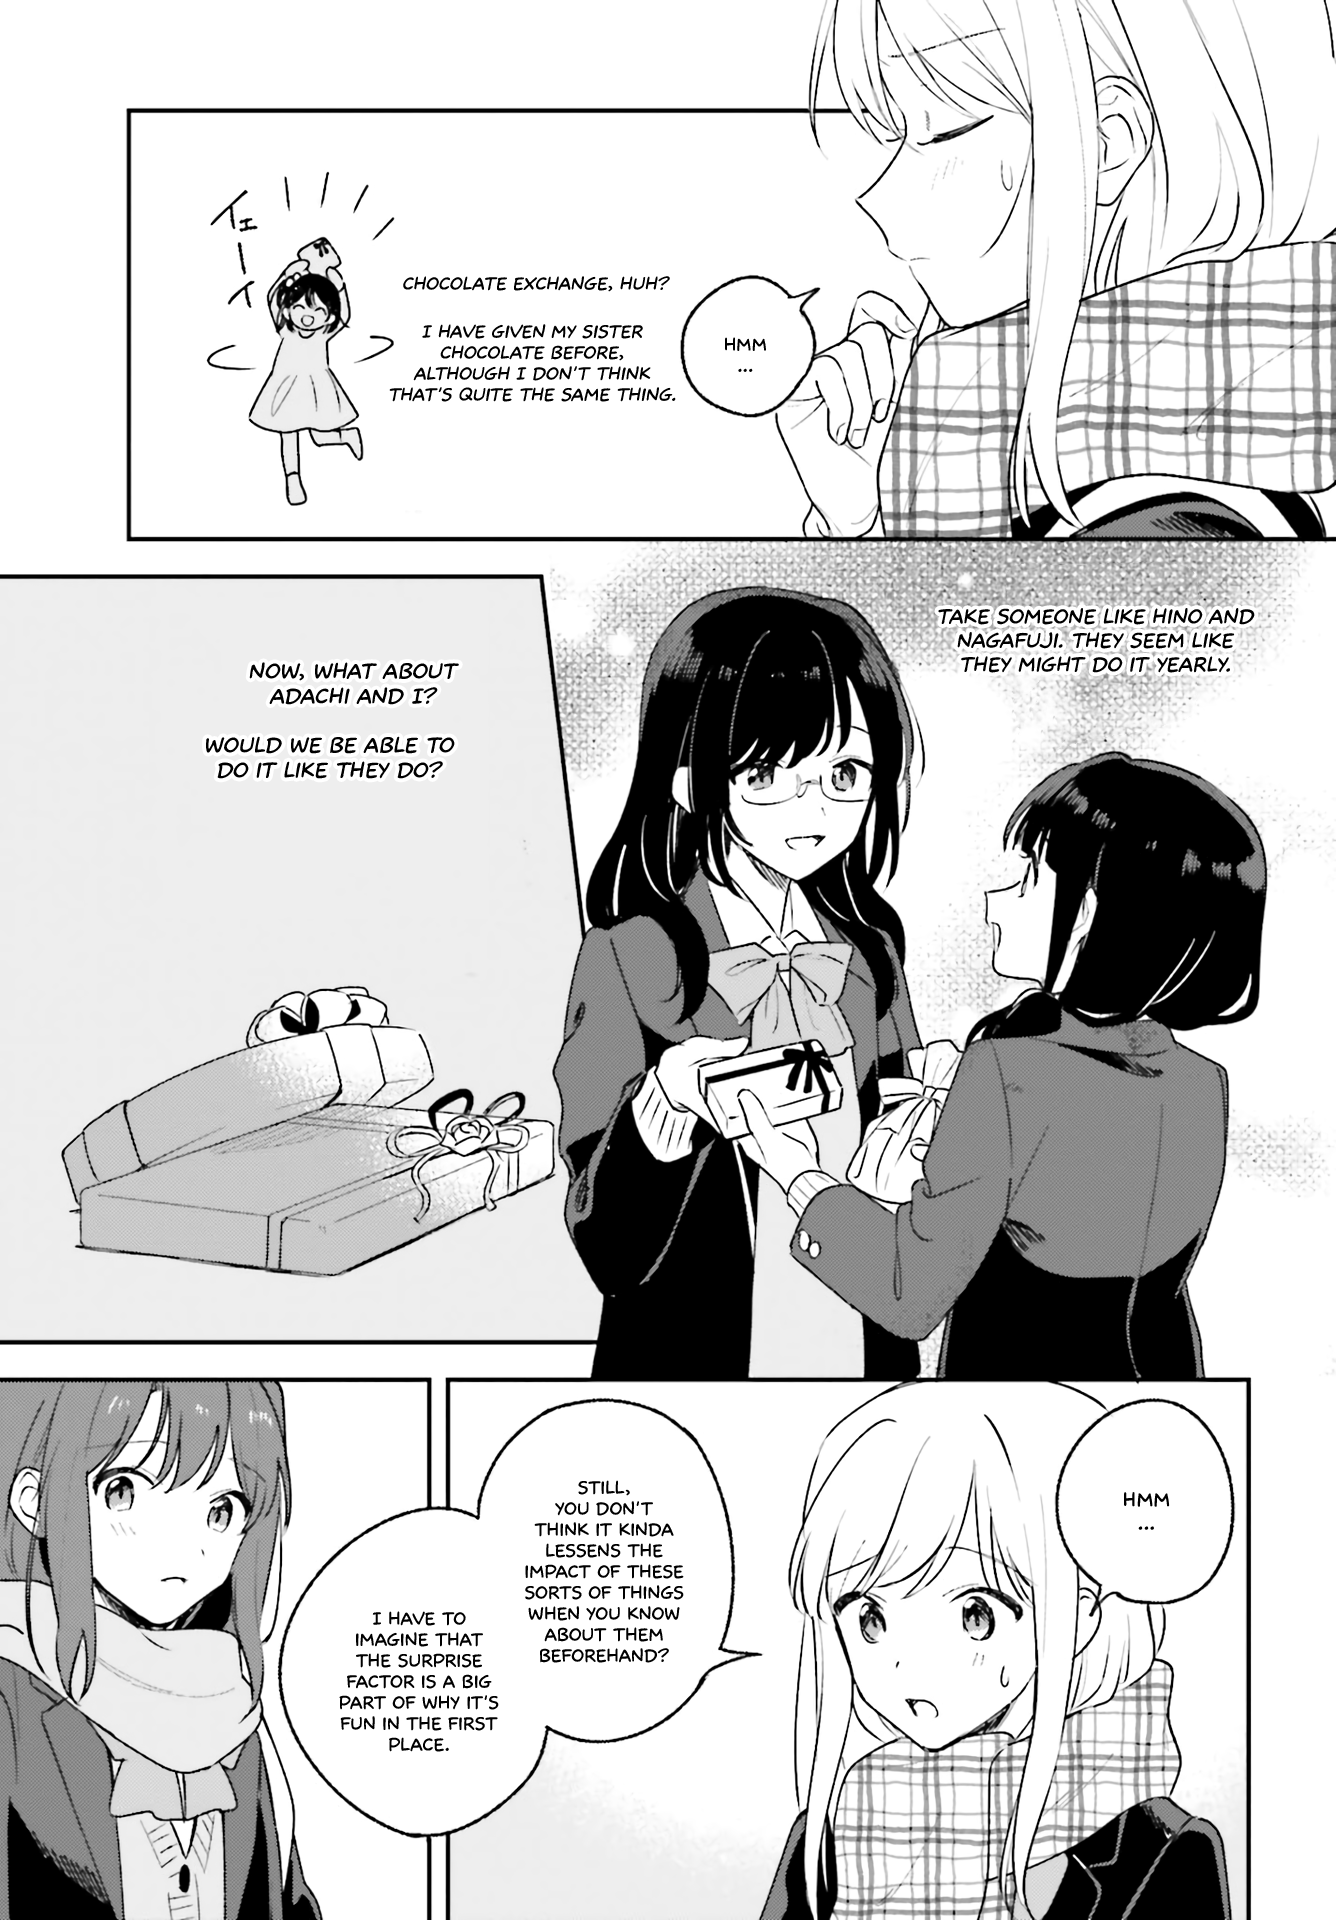 HMM
...
CHOCOLATE EXCHANGE, HUH?
I HAVE GIVEN MY SISTER
CHOCOLATE BEFORE,
ALTHOUGH I DON'T THINK
THAT'S QUITE THE SAME THING.
イェーイ
TAKE SOMEONE LIKE HINO AND
NAGAFUJI. THEY SEEM LIKE
THEY MIGHT DO IT YEARLY.
NOW, WHAT ABOUT
ADACHI AND I?
WOULD WE BE ABLE TO
DO IT LIKE THEY DO?
HMM
...
STILL,
YOU DON'T
THINK IT KINDA
LESSENS THE
IMPACT OF THESE
SORTS OF THINGS
WHEN YOU KNOW
ABOUT THEM
BEFOREHAND?
I HAVE TO
IMAGINE THAT
THE SURPRISE
FACTOR IS A BIG
PART OF WHY IT'S
FUN IN THE FIRST
PLACE.